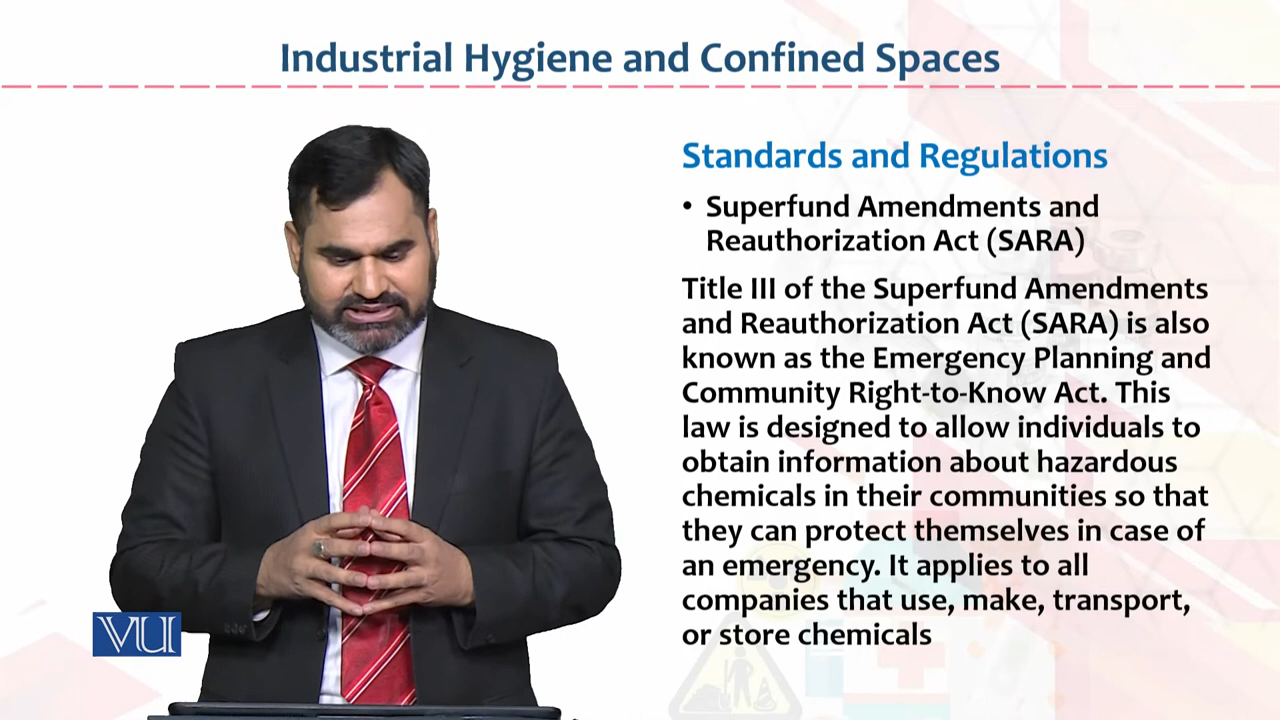 Industrial Hygiene and Confined Spaces
Standards and Regulations
• Superfund Amendments and
Reauthorization Act (SARA)
Title III of the Superfund Amendments
and Reauthorization Act (SARA) is also
known as the Emergency Planning and
Community Right-to-Know Act. This
law is designed to allow individuals to
obtain information about hazardous
chemicals in their communities so that
they can protect themselves in case of
an emergency. It applies to all
companies that use, make, transport,
or store chemicals
VU